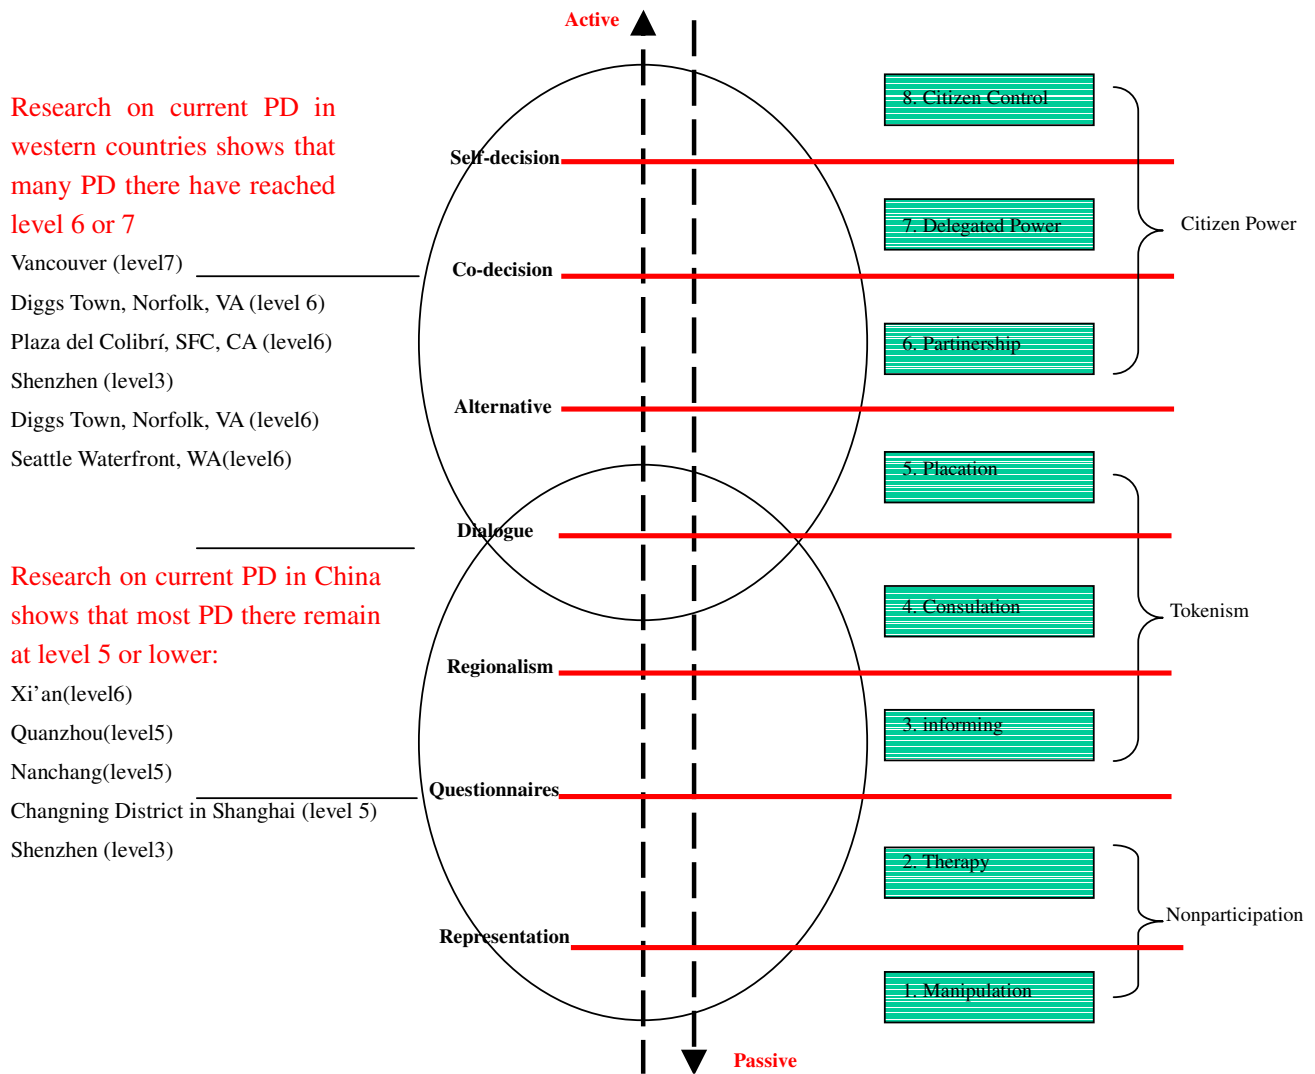 Active
Research on current PD in
western countries shows that
many PD there have reached
level 6 or 7
Vancouver (level7)
Diggs Town, Norfolk, VA (level 6)
Plaza del Colibrí, SFC, CA (level6)
Shenzhen (level3)
Diggs Town, Norfolk, VA (level6)
Seattle Waterfront, WA(level6)
Research on current PD in China
shows that most PD there remain
at level 5 or lower:
Xi’an(level6)
Quanzhou(level5)
Nanchang(level5)
Changning District in Shanghai (level 5)
Shenzhen (level3)
Self-decision
Co-decision
Alternative
Dialogue
Regionalism
Questionnaires
Representation
8. Citizen Control
7. Delegated Power
6. Partinership
5. Placation
4. Consulation
3. informing
2. Therapy
1. Manipulation
Citizen Power
Tokenism
Nonparticipation
Passive